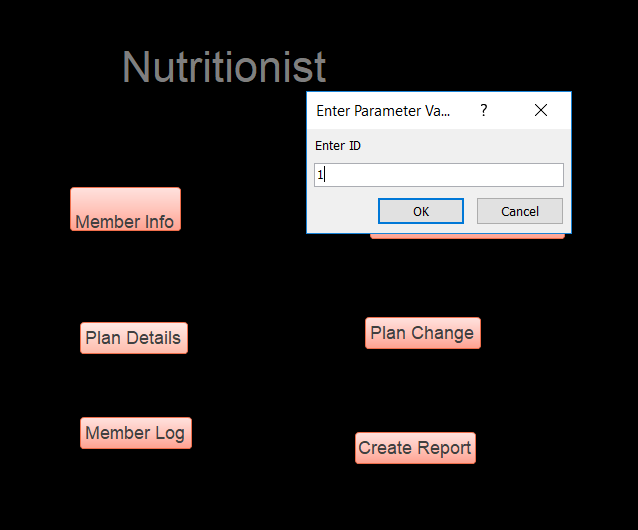 Nutritionist
Enter Parameter Va...
?
Enter ID
1
OK
Cancel
Member Info
Plan Details
Plan Change
Member Log
Create Report